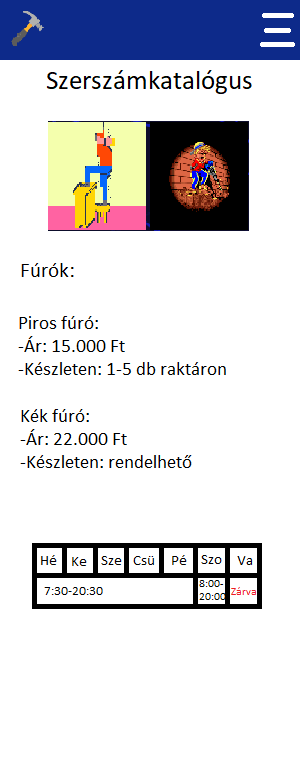 Szerszámkatalógus
Fúrók:
Piros fúró:
-Ár: 15.000 Ft
-Készleten: 1-5 db raktáron
Kék fúró:
-Ár: 22.000 Ft
-Készleten: rendelhető
Hé Ke Sze Csü Pé Szo Va
7:30-20:30 8:00-20:00 Zárva